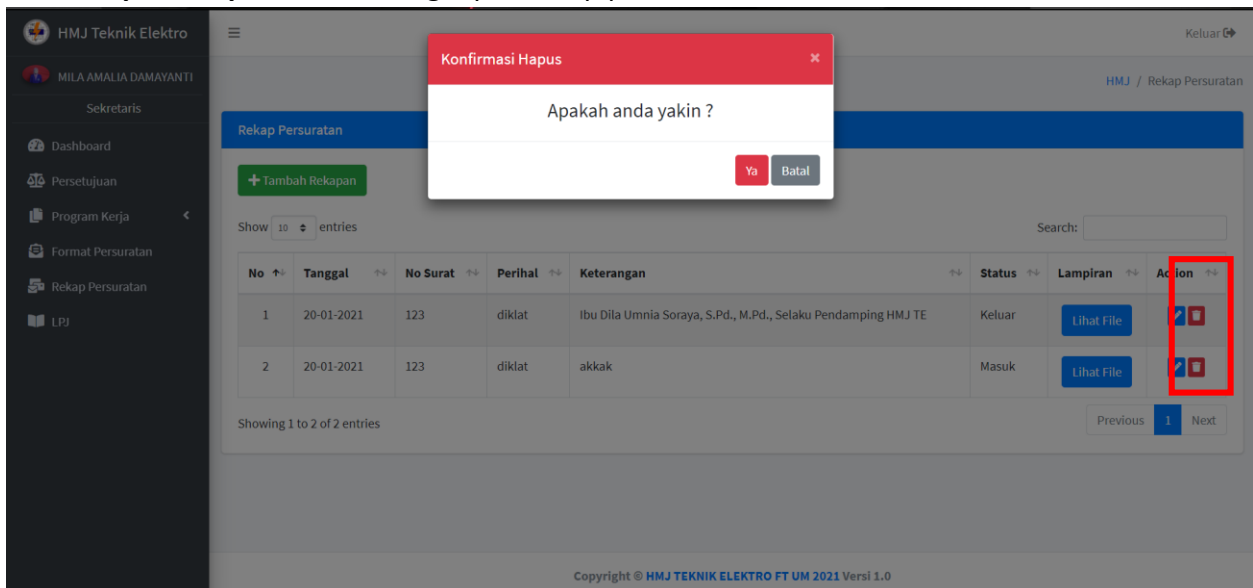 HMJ Teknik Elektro
Keluar
MILA AMALIA DAMAYANTI
Sekretaris
Dashboard
Persetujuan
Program Kerja
Format Persuratan
Rekap Persuratan
LPJ
Konfirmasi Hapus ×
Apakah anda yakin ?
Ya Batal
HMJ / Rekap Persuratan
Rekap Persuratan
Tambah Rekapan
Show 10 entries
Search:
No Tanggal No Surat Perihal Keterangan Status Lampiran Action
1 20-01-2021 123 diklat Ibu Dila Umnia Soraya, S.Pd., M.Pd., Selaku Pendamping HMJ TE Keluar Lihat File
2 20-01-2021 123 diklat akkak Masuk Lihat File
Showing 1 to 2 of 2 entries
Previous 1 Next
Copyright © HMJ TEKNIK ELEKTRO FT UM 2021 Versi 1.0